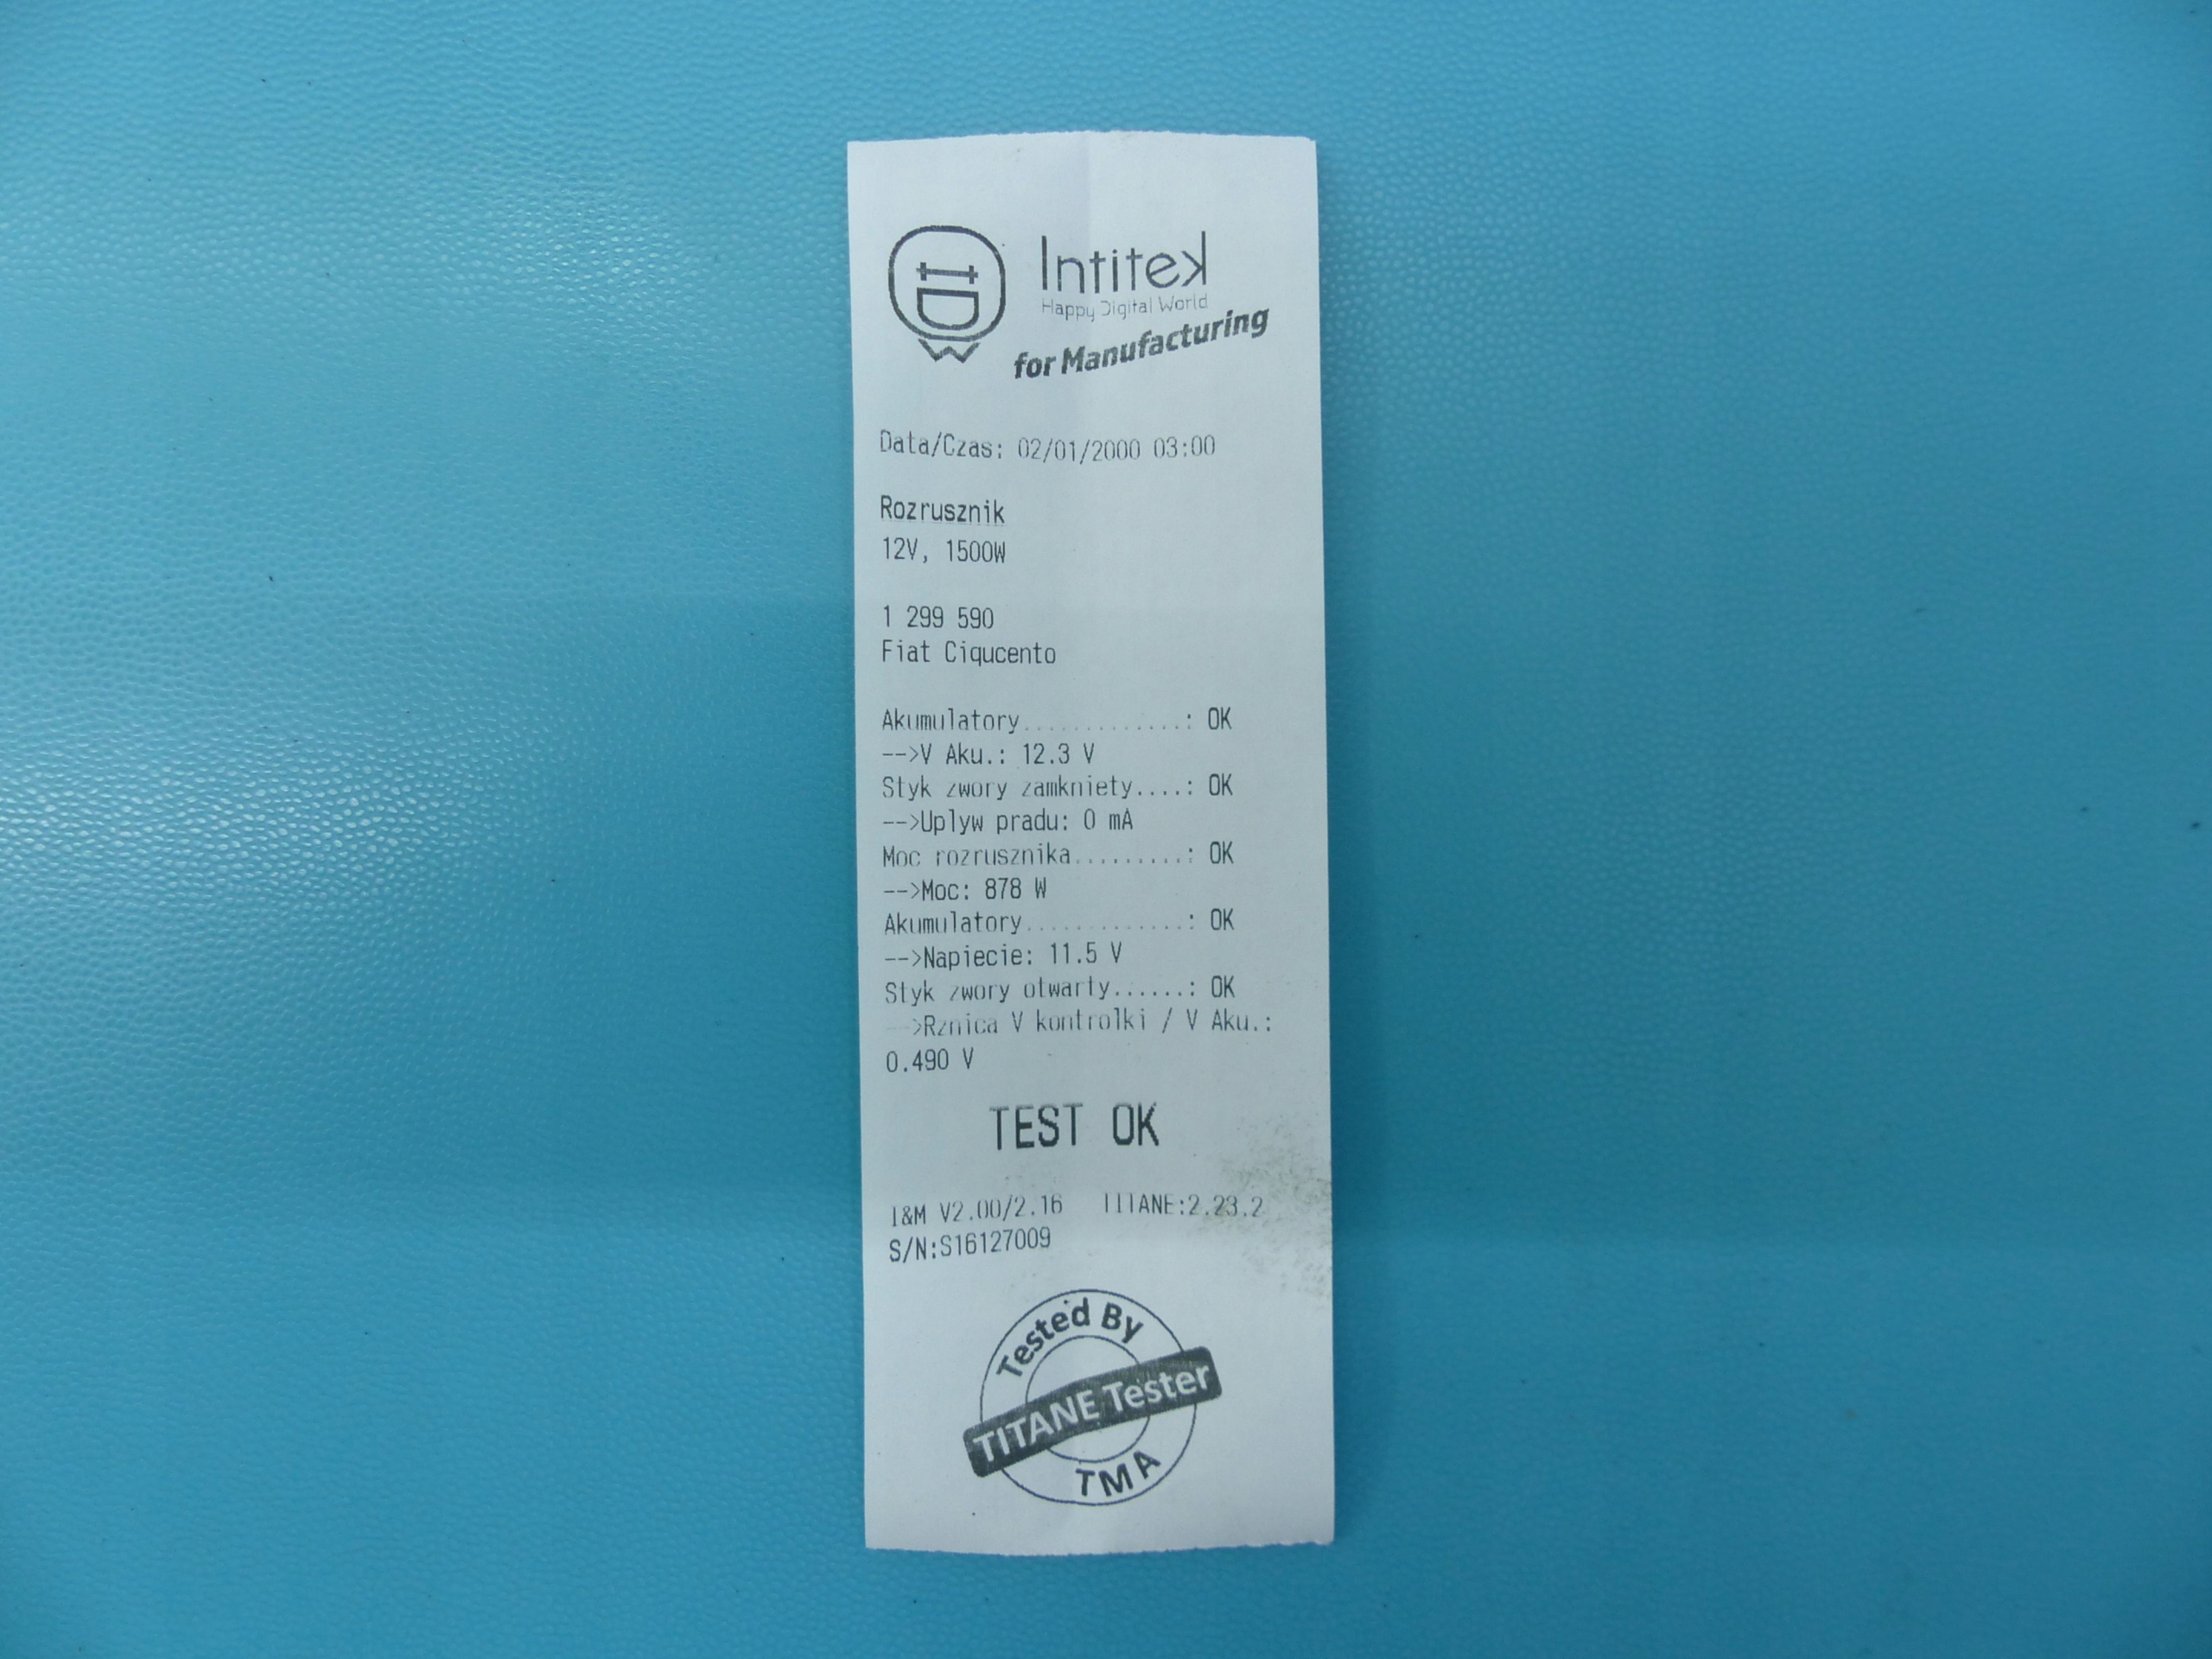 Intitek
Happy Digital World
for Manufacturing
Data/Czas: 02/01/2000 03:00
Rozrusznik
12V, 1500W
1 299 590
Fiat Ciqucento
Akumulatory.............: OK
-->V Aku.: 12.3 V
Styk zwory zamkniety....: OK
-->Uplyw pradu: 0 mA
Moc rozrusznika.........: OK
-->Moc: 878 W
Akumulatory.............: OK
-->Napiecie: 11.5 V
Styk zwory otwarty......: OK
-->Rznica V kontrolki / V Aku.:
0.490 V
TEST OK
I&M V2.00/2.16 TITANE:2.23.2
S/N:S16127009
Tested By
TITANE Tester
TMA